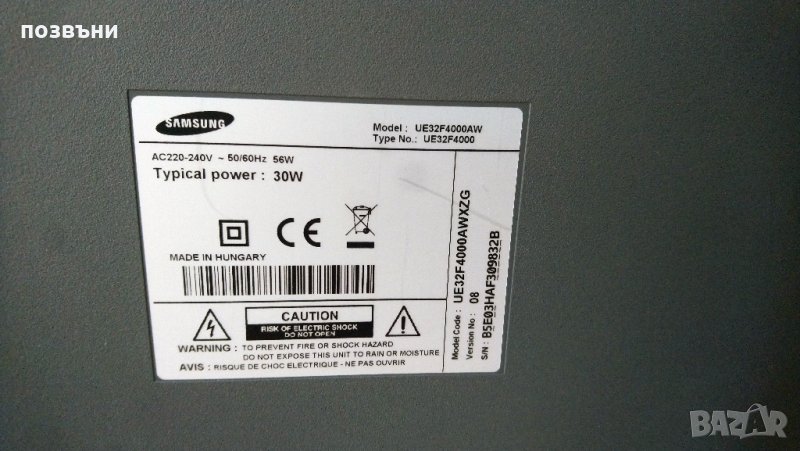 позвъни
SAMSUNG
Model : UE32F4000AW
Type No.: UE32F4000
AC220-240V ~ 50/60Hz 56W
Typical power : 30W
CE
MADE IN HUNGARY
CAUTION
RISK OF ELECTRIC SHOCK
DO NOT OPEN
WARNING : TO PREVENT FIRE OR SHOCK HAZARD
DO NOT EXPOSE THIS UNIT TO RAIN OR MOISTURE
AVIS : RISQUE DE CHOC ELECTRIQUE - NE PAS OUVRIR
Model Code : UE32F4000AWXZG
Version No : 08
S/N : B5E03HAF309832B
BAZAR